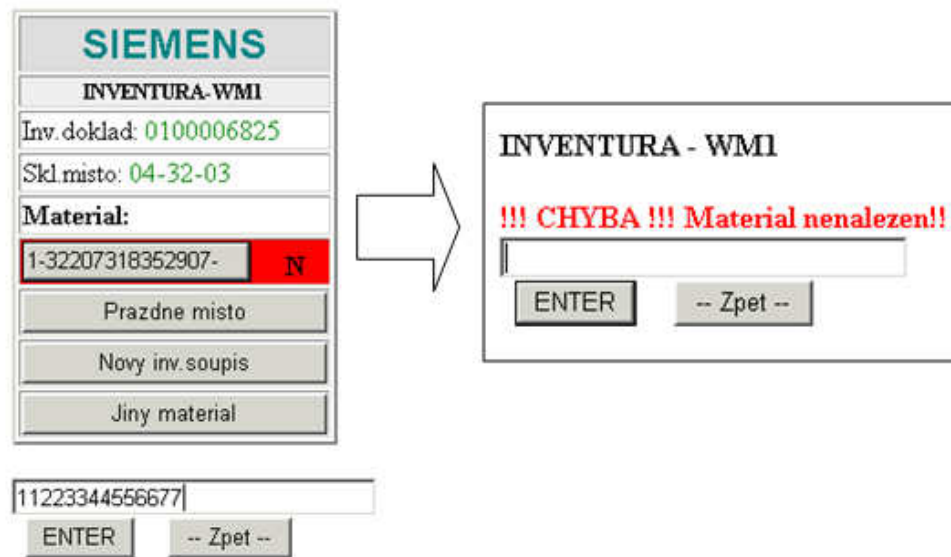 SIEMENS
INVENTURA-WM1
Inv.doklad: 0100006825
Skl.misto: 04-32-03
Material:
1-32207318352907- N
Prazdne misto
Novy inv.soupis
Jiny material
11223344556677
ENTER -- Zpet --
INVENTURA - WM1
!!! CHYBA !!! Material nenalezen!!
ENTER -- Zpet --